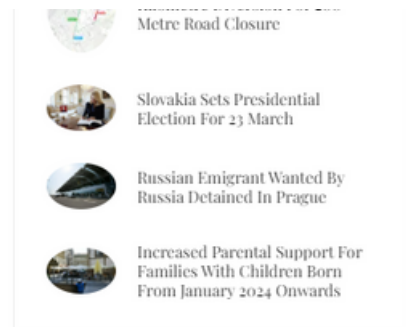 Metre Road Closure
Slovakia Sets Presidential
Election For 23 March
Russian Emigrant Wanted By
Russia Detained In Prague
Increased Parental Support For
Families With Children Born
From January 2024 Onwards